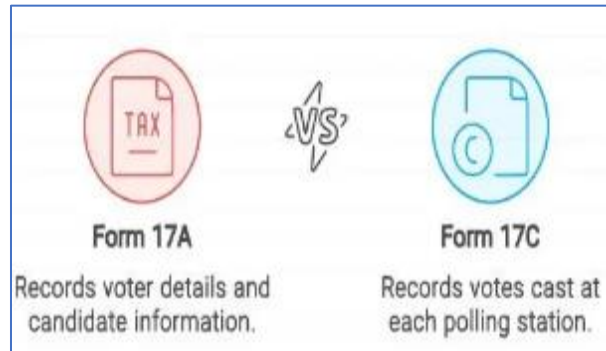 TAX
VS
C
Form 17A
Records voter details and
candidate information.
Form 17C
Records votes cast at
each polling station.